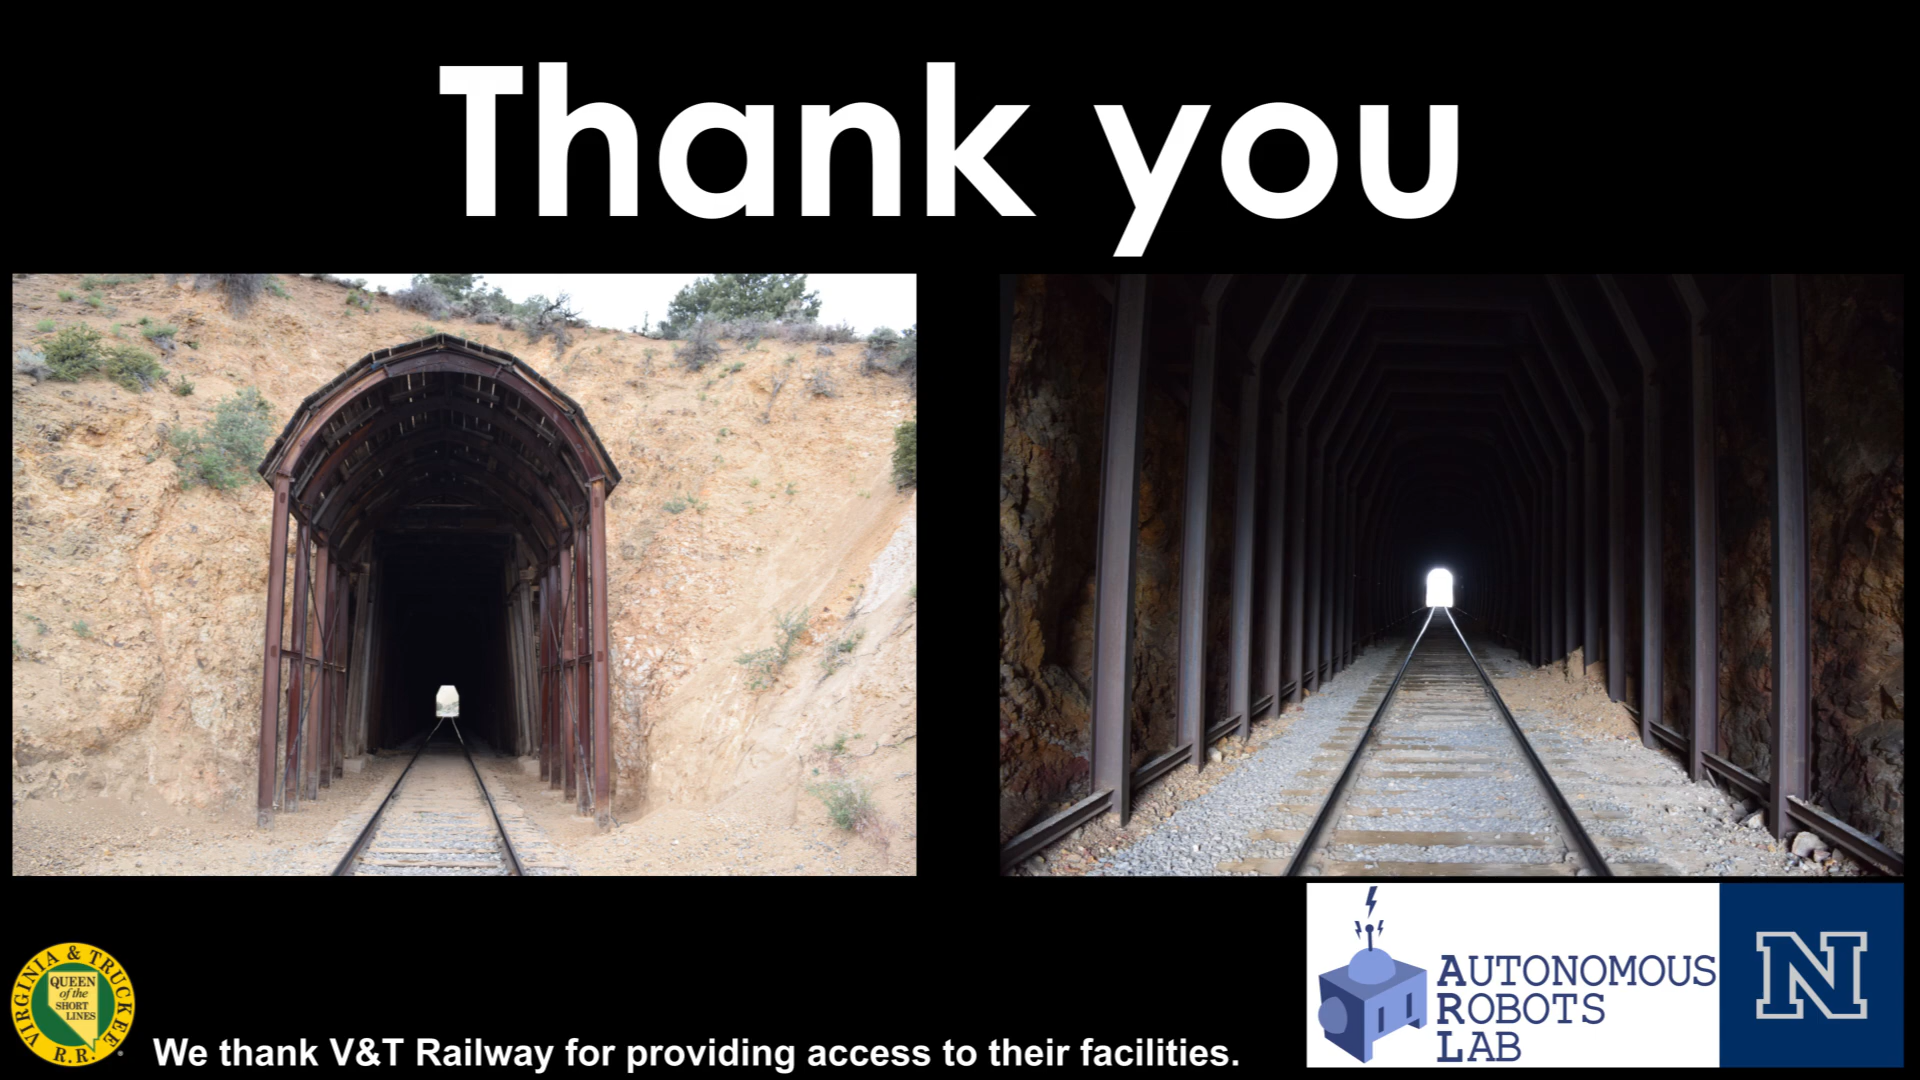 Thank you
VIRGINIA & TRUCKEE
QUEEN
of the
SHORT
LINES
R.R.
We thank V&T Railway for providing access to their facilities.
AUTONOMOUS
ROBOTS
LAB
N